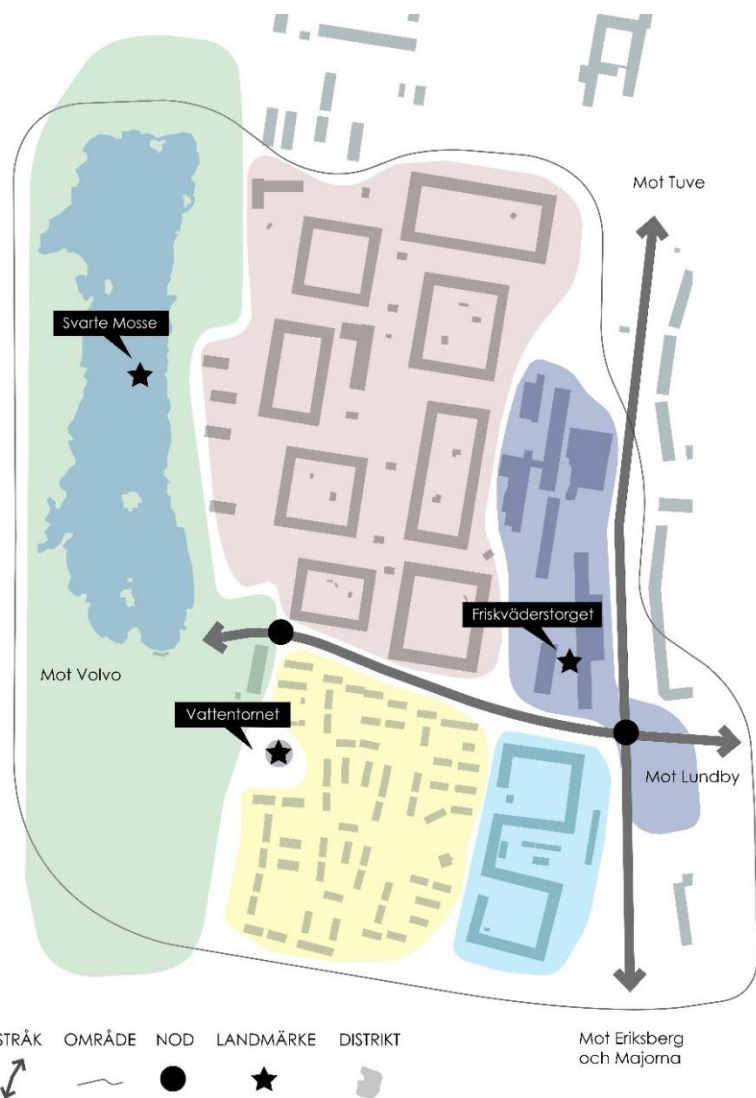 Mot Tuve
Svarte Mosse
Friskväderstorget
Mot Volvo
Vattentornet
Mot Lundby
STRÅK OMRÅDE NOD LANDMÄRKE DISTRIKT
Mot Eriksberg
och Majorna